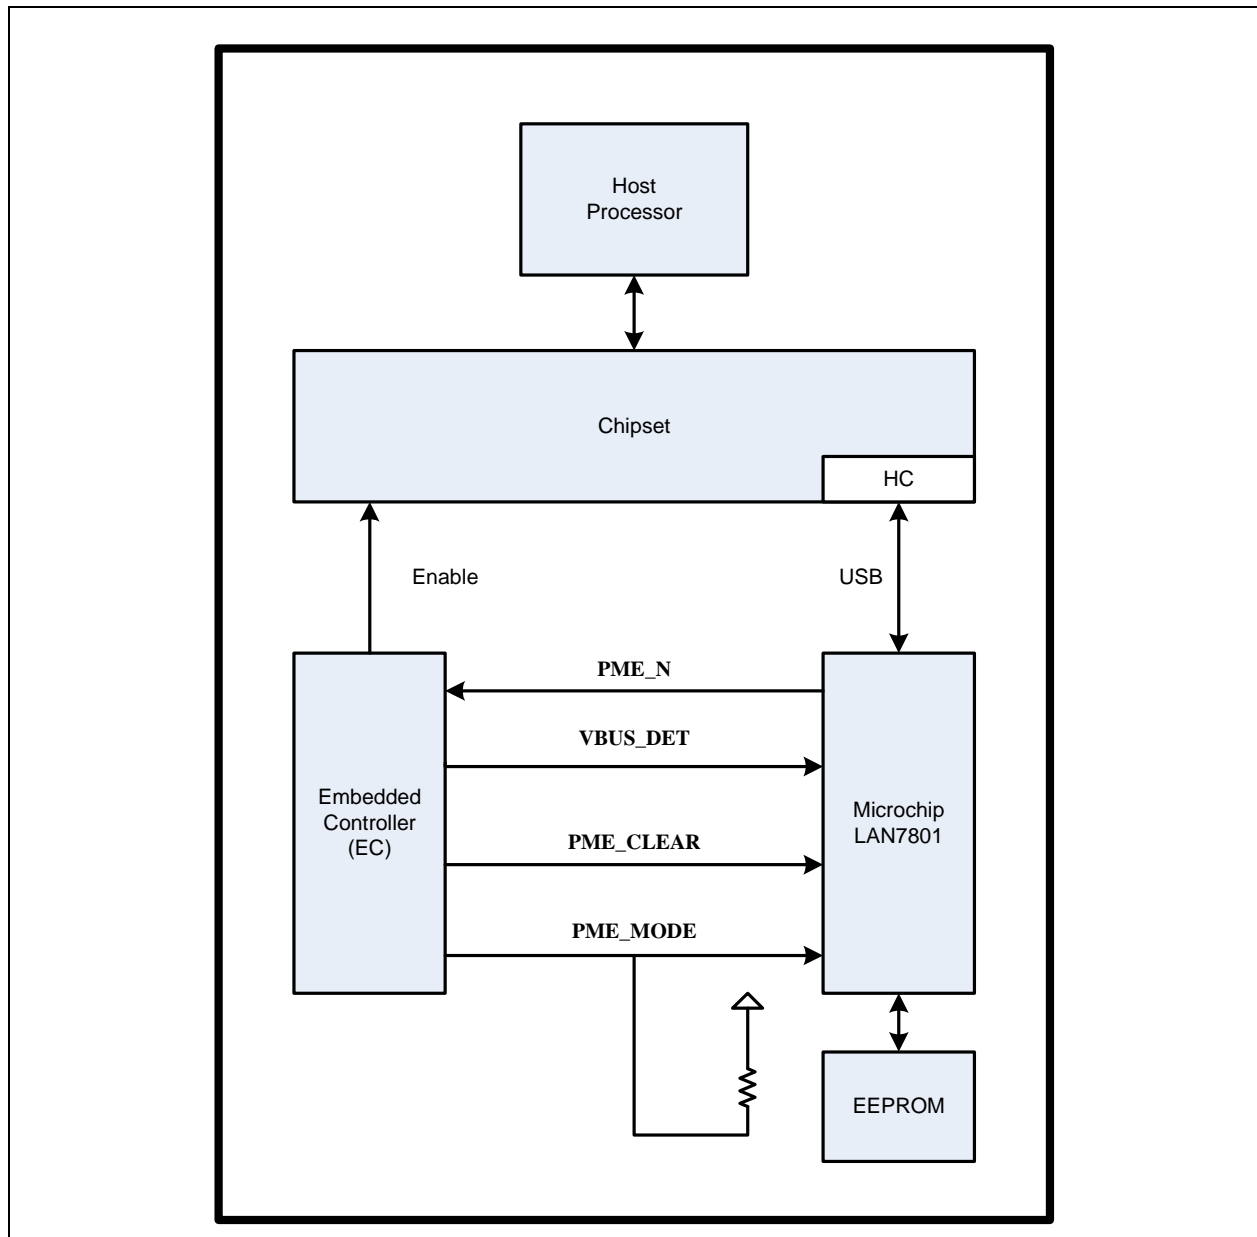 Host
Processor
Chipset
HC
Enable
USB
PME_N
VBUS_DET
Embedded
Controller
(EC)
Microchip
LAN7801
PME_CLEAR
PME_MODE
EEPROM